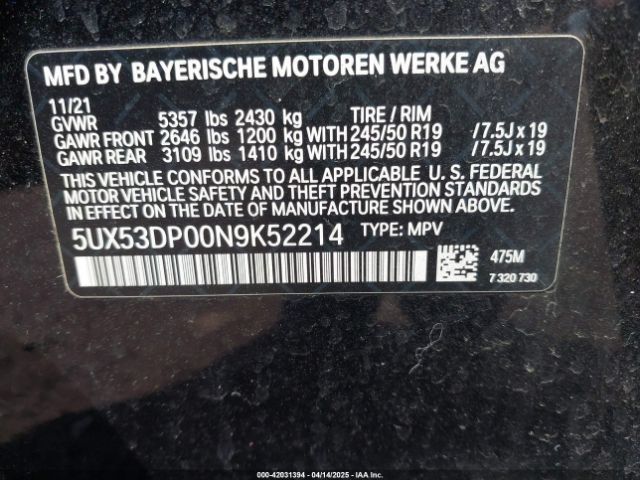 MFD BY BAYERISCHE MOTOREN WERKE AG
11/21
GVWR 5357 lbs 2430 kg TIRE / RIM
GAWR FRONT 2646 lbs 1200 kg WITH 245/50 R19 /7.5J x 19
GAWR REAR 3109 lbs 1410 kg WITH 245/50 R19 /7.5J x 19
THIS VEHICLE CONFORMS TO ALL APPLICABLE U. S. FEDERAL
MOTOR VEHICLE SAFETY AND THEFT PREVENTION STANDARDS
IN EFFECT ON THE DATE OF MANUFACTURE SHOWN ABOVE.
5UX53DP00N9K52214 TYPE: MPV
475M
7 320 730
000-42031394 - 04/14/2025 - IAA Inc.